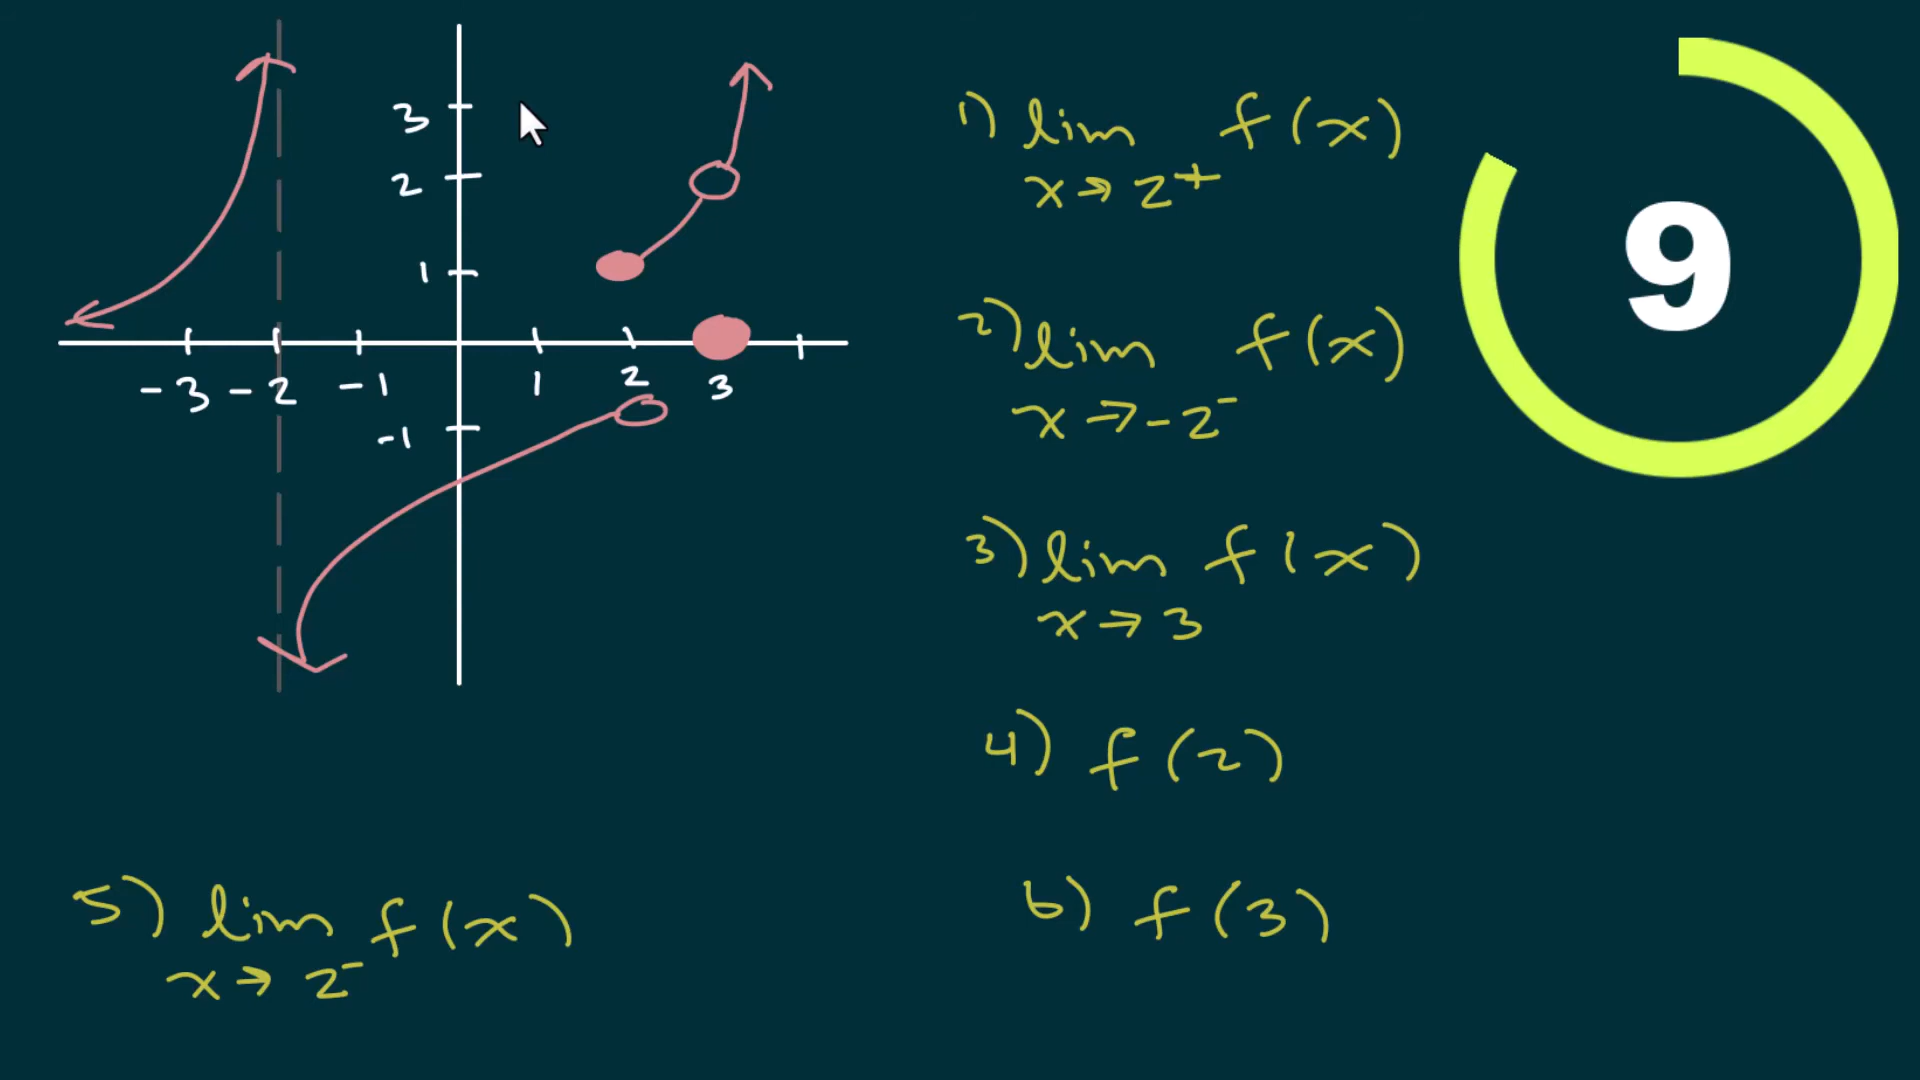 3
2
1
-3 -2 -1 1 2 3
-1
1) lim f(x)
x→2⁺
2) lim f(x)
x→-2⁻
3) lim f(x)
x→3
4) f(2)
5) lim f(x)
x→2⁻
6) f(3)
9